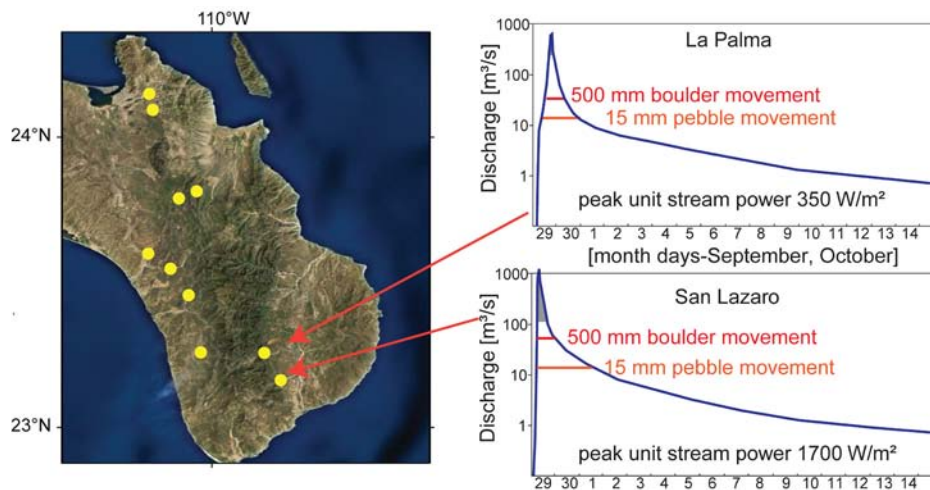 110°W
24°N
23°N
La Palma
Discharge [m³/s]
1000
100
10
1
500 mm boulder movement
15 mm pebble movement
peak unit stream power 350 W/m²
29 30 1 2 3 4 5 6 7 8 9 10 11 12 13 14
[month days-September, October]
San Lazaro
Discharge [m³/s]
1000
100
10
1
500 mm boulder movement
15 mm pebble movement
peak unit stream power 1700 W/m²
29 30 1 2 3 4 5 6 7 8 9 10 11 12 13 14